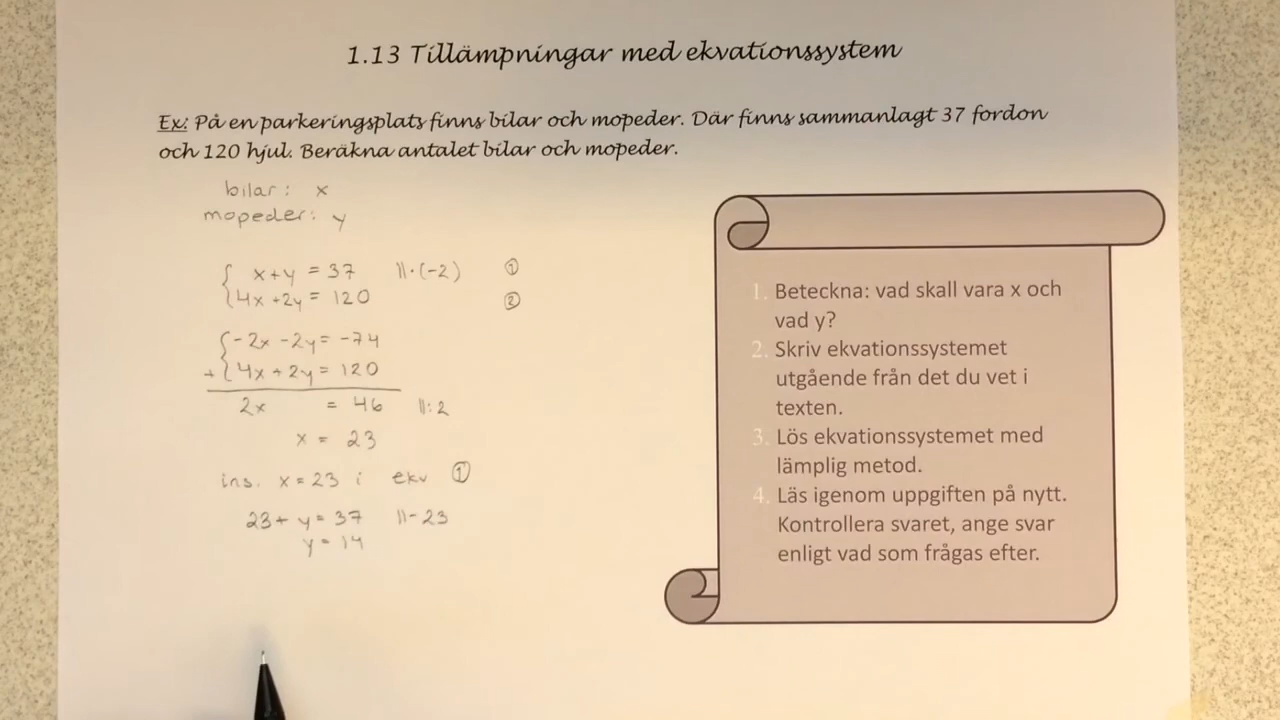 1.13 Tillämpningar med ekvationssystem
Ex: På en parkeringsplats finns bilar och mopeder. Där finns sammanlagt 37 fordon
och 120 hjul. Beräkna antalet bilar och mopeder.
bilar: x
mopeder: y
{ x+y = 37 ||·(-2) ①
{ 4x+2y = 120 ②
{ -2x -2y = -74
+ { 4x + 2y = 120
2x = 46 ||:2
x = 23
ins. x = 23 i ekv ①
23 + y = 37 ||-23
y = 14
1. Beteckna: vad skall vara x och
vad y?
2. Skriv ekvationssystemet
utgående från det du vet i
texten.
3. Lös ekvationssystemet med
lämplig metod.
4. Läs igenom uppgiften på nytt.
Kontrollera svaret, ange svar
enligt vad som frågas efter.